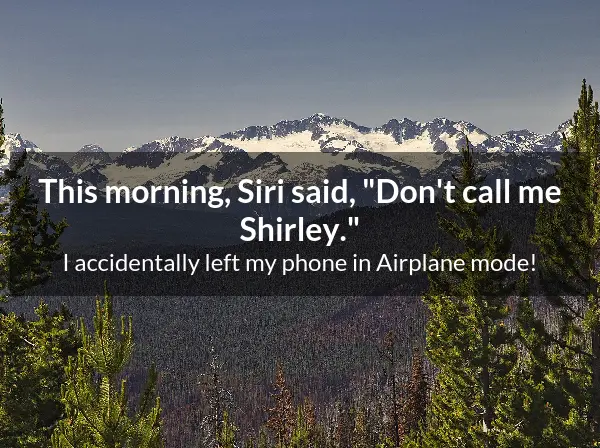 This morning, Siri said, "Don't call me
Shirley."
I accidentally left my phone in Airplane mode!